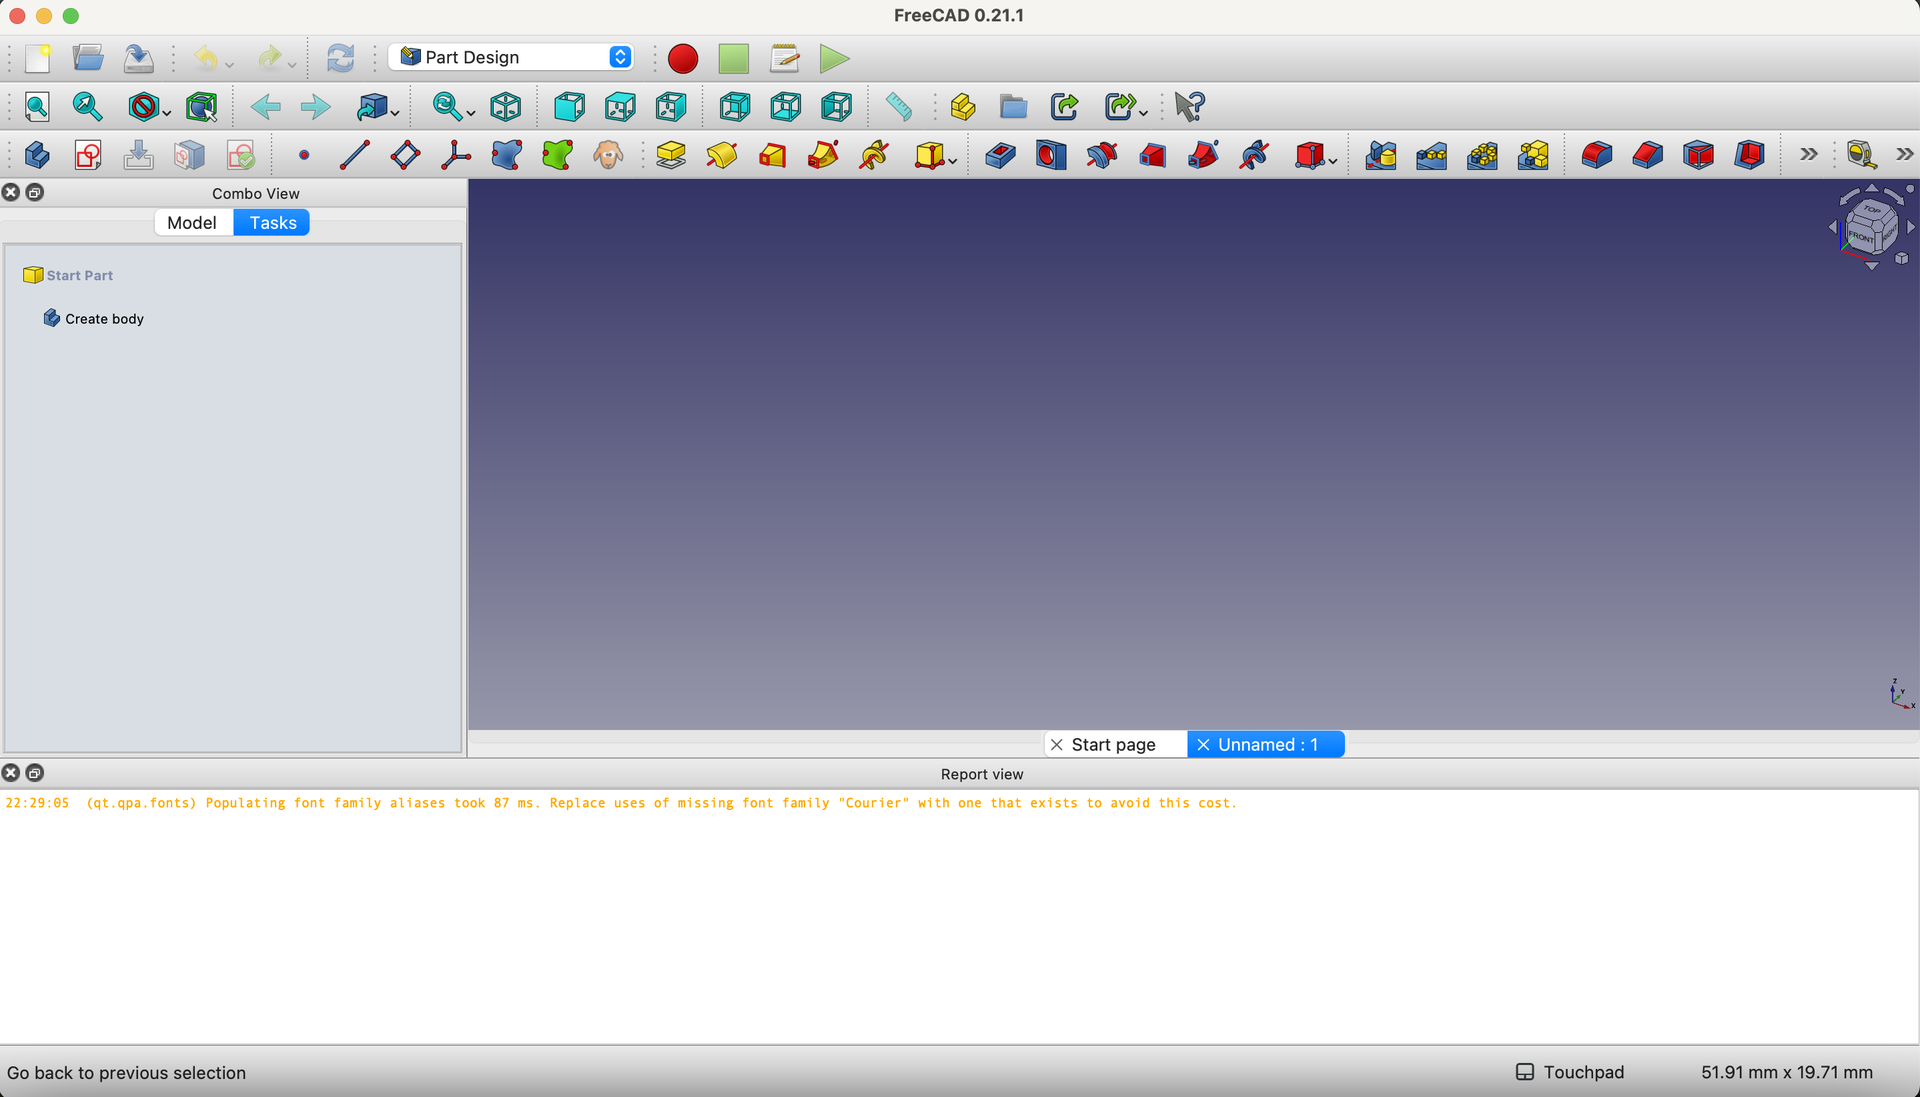 FreeCAD 0.21.1
Part Design
Combo View
Model
Tasks
Start Part
Create body
TOP
FRONT
RIGHT
Z
Y
X
Start page
Unnamed : 1
Report view
22:29:05  (qt.qpa.fonts) Populating font family aliases took 87 ms. Replace uses of missing font family "Courier" with one that exists to avoid this cost.
Go back to previous selection
Touchpad
51.91 mm x 19.71 mm